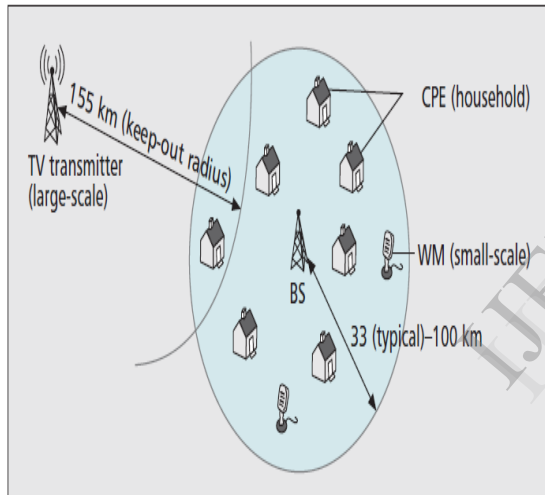 155 km (keep-out radius)
CPE (household)
TV transmitter
(large-scale)
WM (small-scale)
BS
33 (typical)–100 km